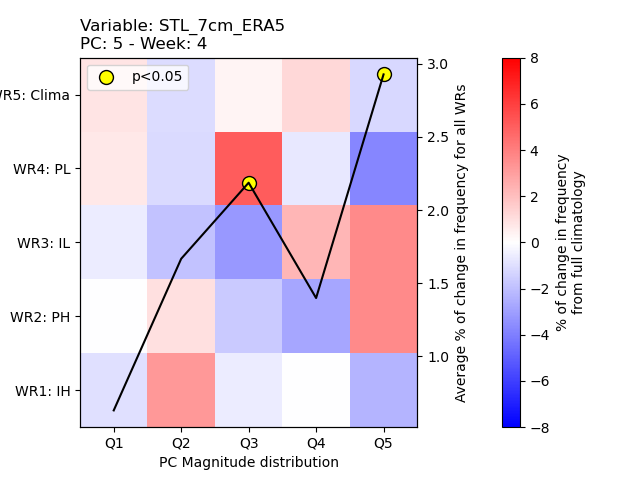 Variable: STL_7cm_ERA5
PC: 5 - Week: 4
p<0.05
WR5: Clima
WR4: PL
WR3: IL
WR2: PH
WR1: IH
Q1 Q2 Q3 Q4 Q5
PC Magnitude distribution
3.0
2.5
2.0
1.5
1.0
Average % of change in frequency for all WRs
8
6
4
2
0
−2
−4
−6
−8
% of change in frequency
from full climatology